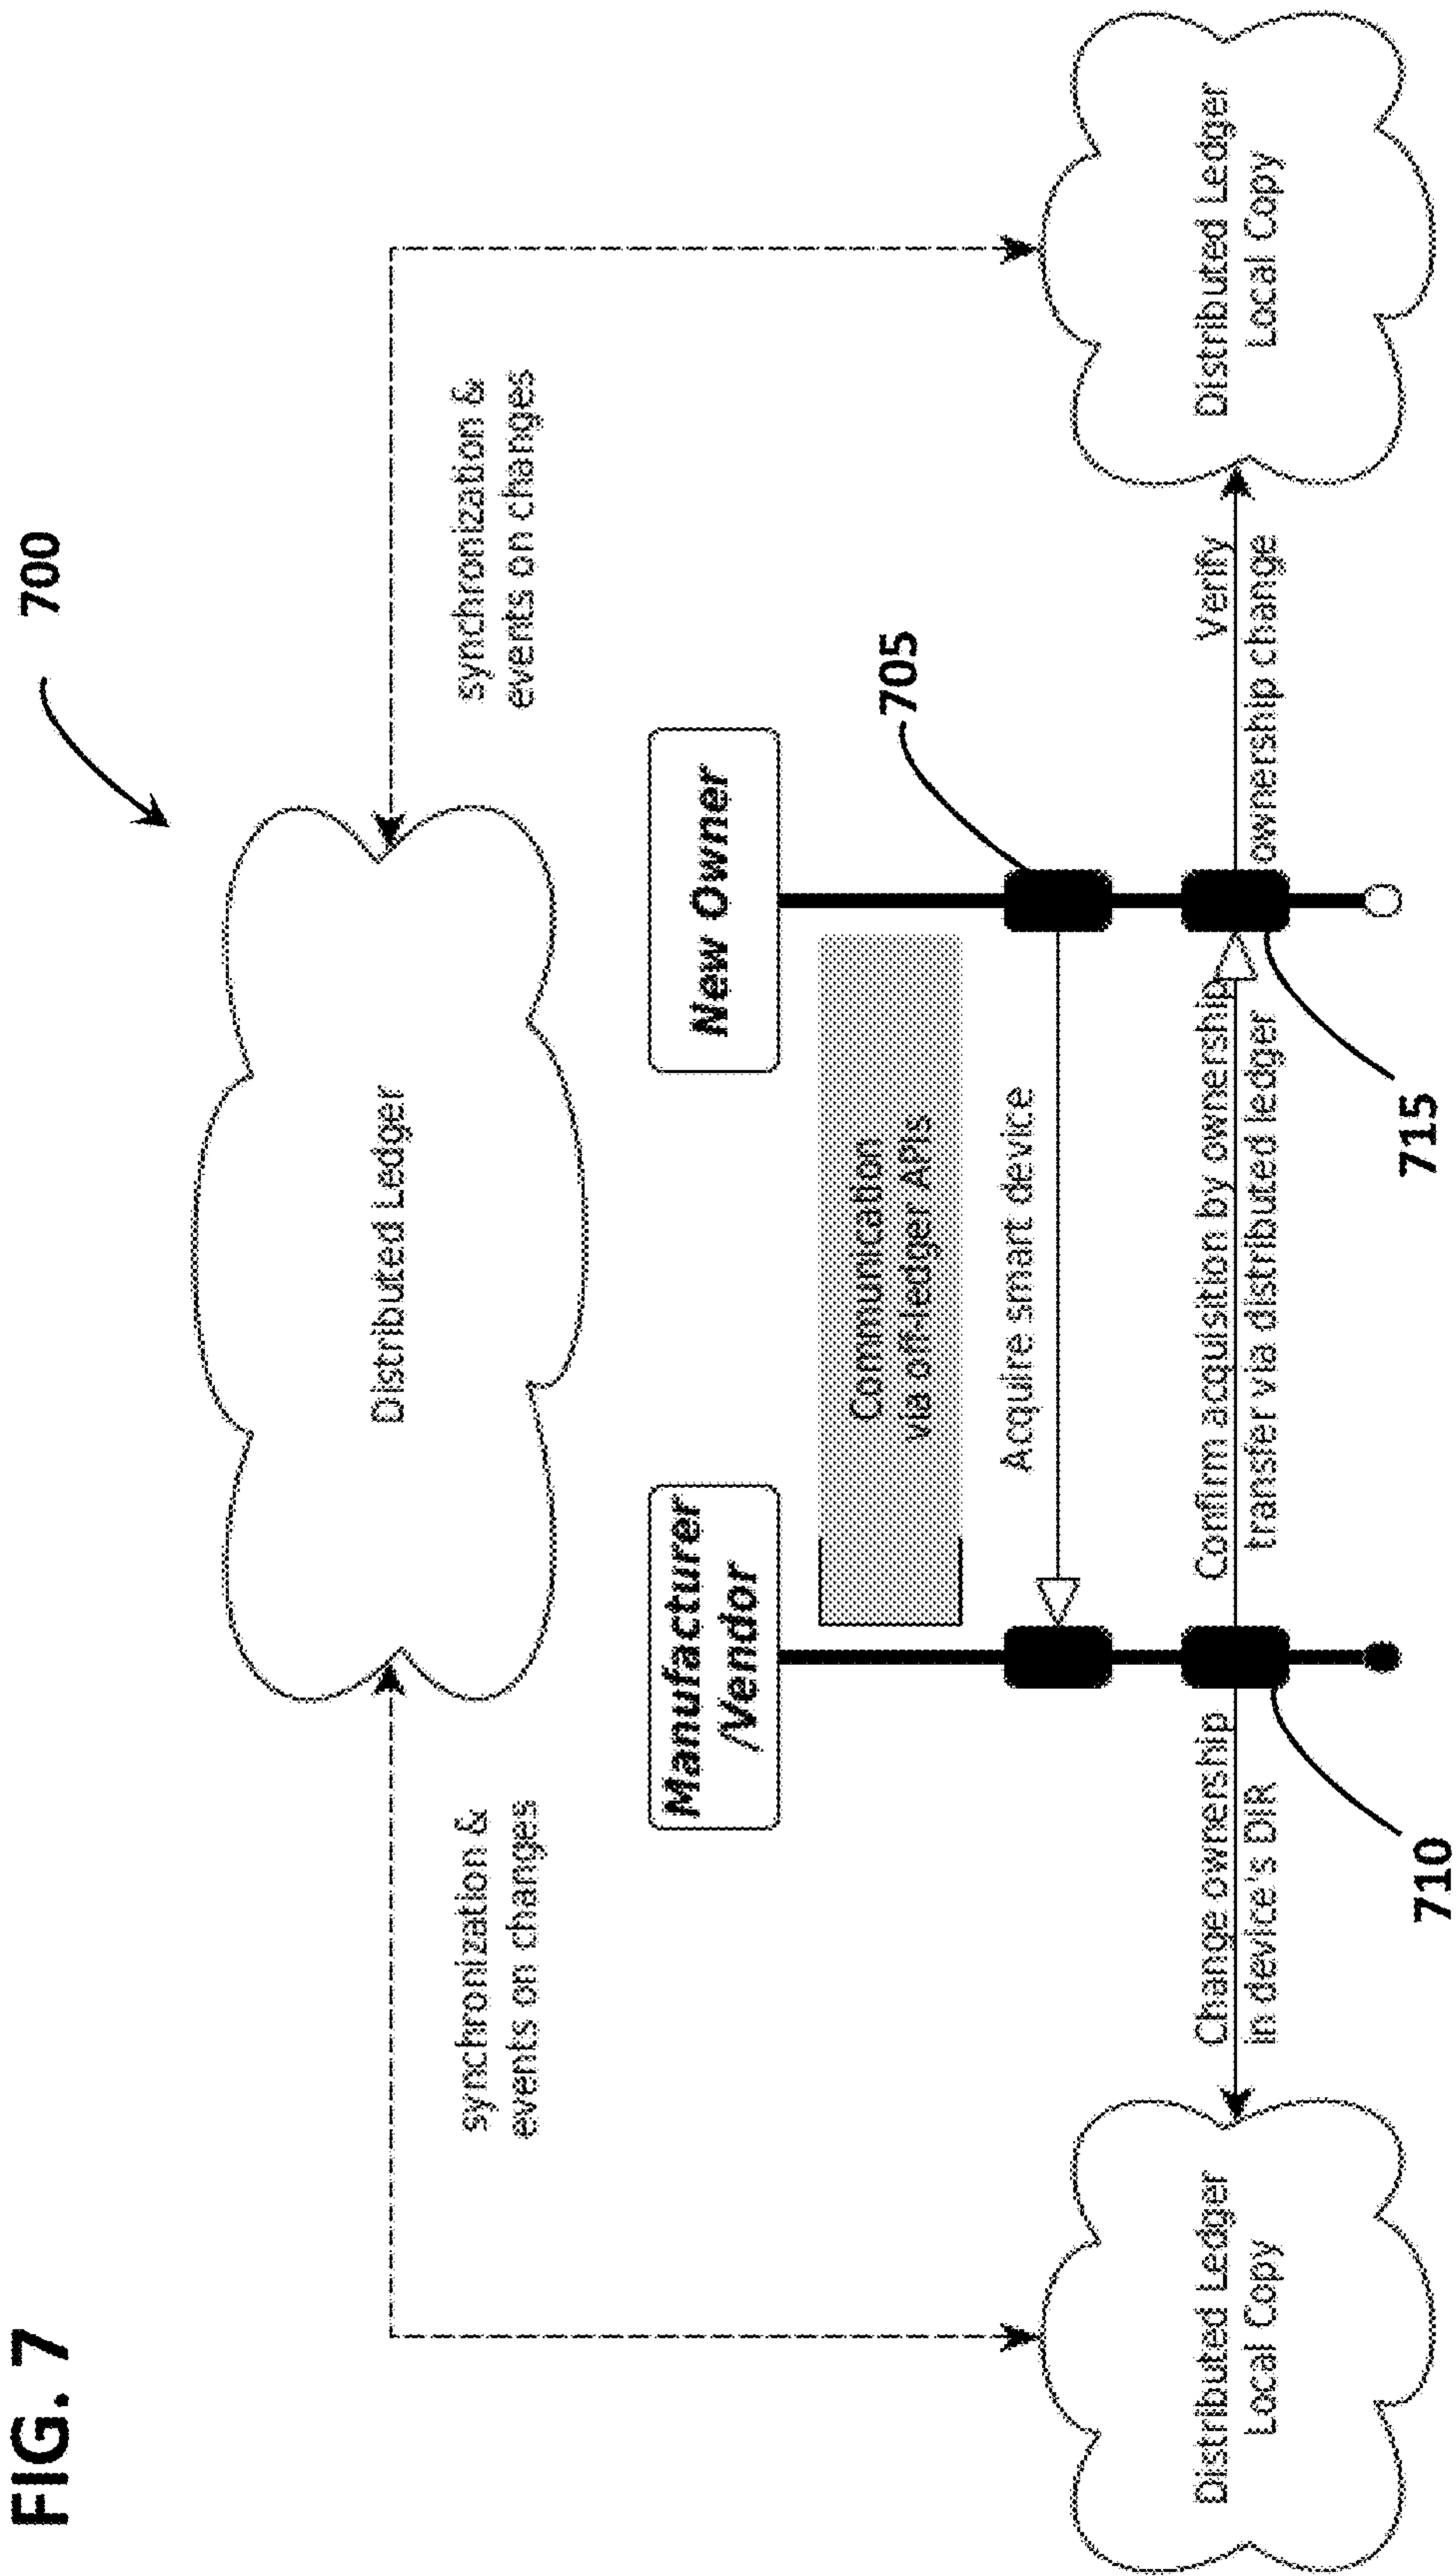 FIG. 7
700
Distributed Ledger
synchronization &
events on changes
synchronization &
events on changes
Manufacturer
/Vendor
New Owner
Communication
via off-ledger APIs
705
Acquire smart device
Distributed Ledger
Local Copy
Change ownership
in device's DIR
Confirm acquisition by ownership
transfer via distributed ledger
Verify
ownership change
Distributed Ledger
Local Copy
710
715